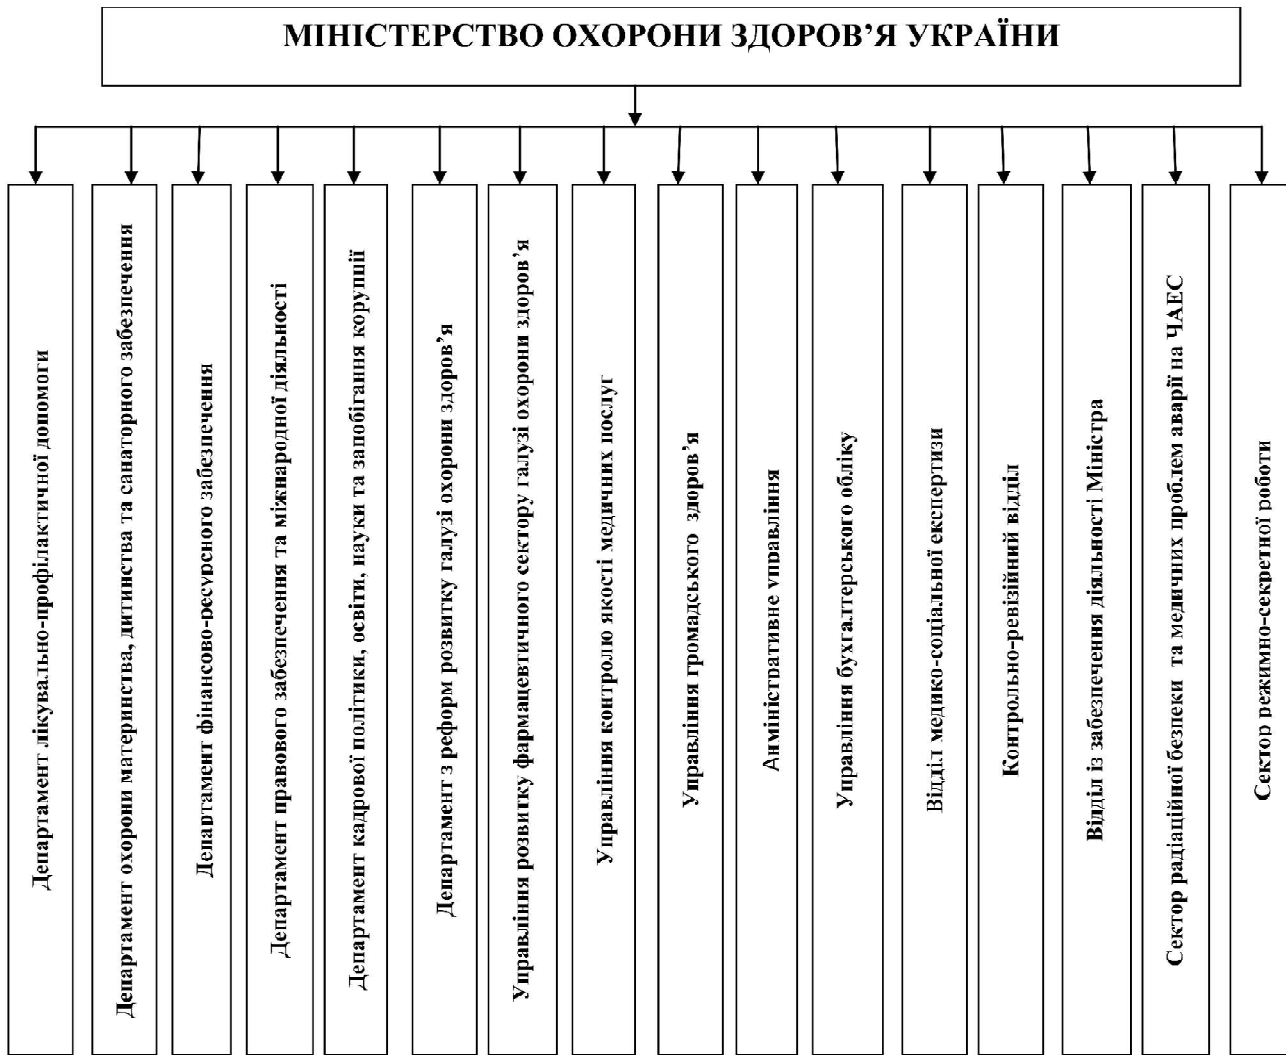 МІНІСТЕРСТВО ОХОРОНИ ЗДОРОВ’Я УКРАЇНИ
Департамент лікувально-профілактичної допомоги
Департамент охорони материнства, дитинства та санаторного забезпечення
Департамент фінансово-ресурсного забезпечення
Департамент правового забезпечення та міжнародної діяльності
Департамент кадрової політики, освіти, науки та запобігання корупції
Департамент з реформ розвитку галузі охорони здоров’я
Управління розвитку фармацевтичного сектору галузі охорони здоров’я
Управління контролю якості медичних послуг
Управління громадського здоров’я
Анміністративне управління
Управління бухгалтерського обліку
Відділ медико-соціальної експертизи
Контрольно-ревізійний відділ
Відділ із забезпечення діяльності Міністра
Сектор радіаційної безпеки та медичних проблем аварії на ЧАЕС
Сектор режимно-секретної роботи